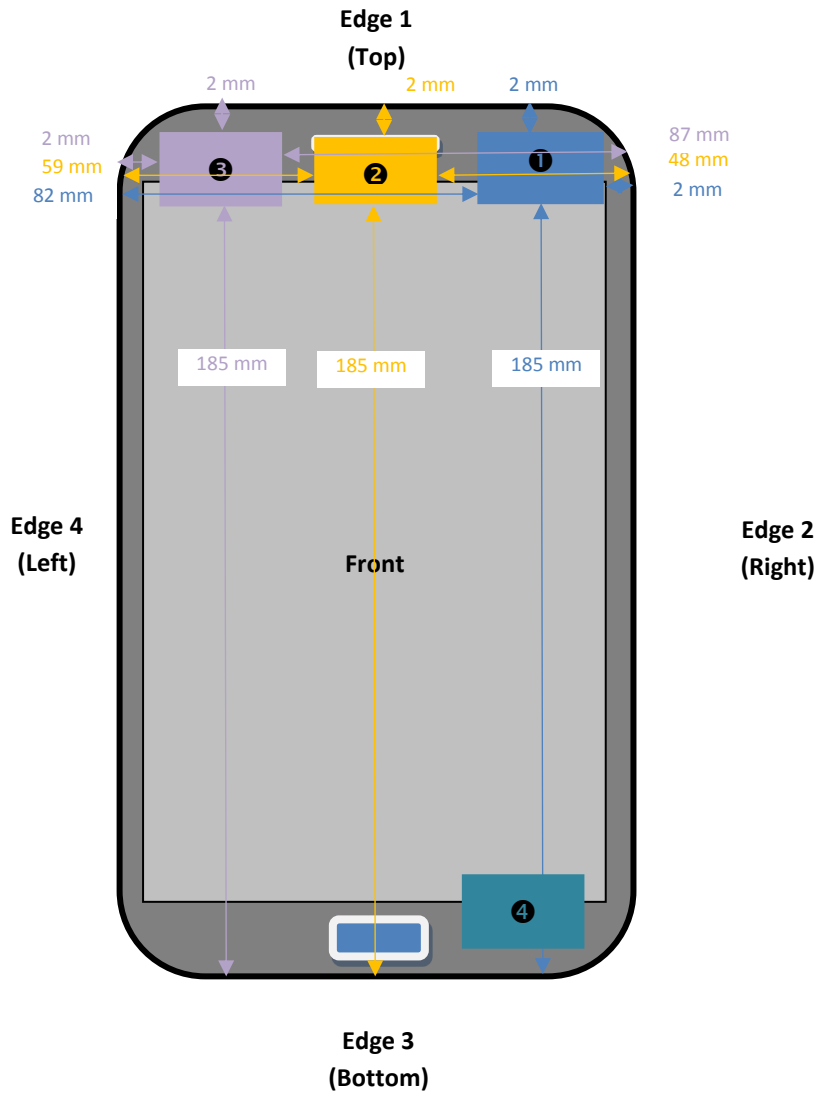 Edge 1
(Top)
2 mm
2 mm
2 mm
2 mm
59 mm
82 mm
87 mm
48 mm
2 mm
❸
❷
❶
185 mm
185 mm
185 mm
Edge 4
(Left)
Front
Edge 2
(Right)
❹
Edge 3
(Bottom)